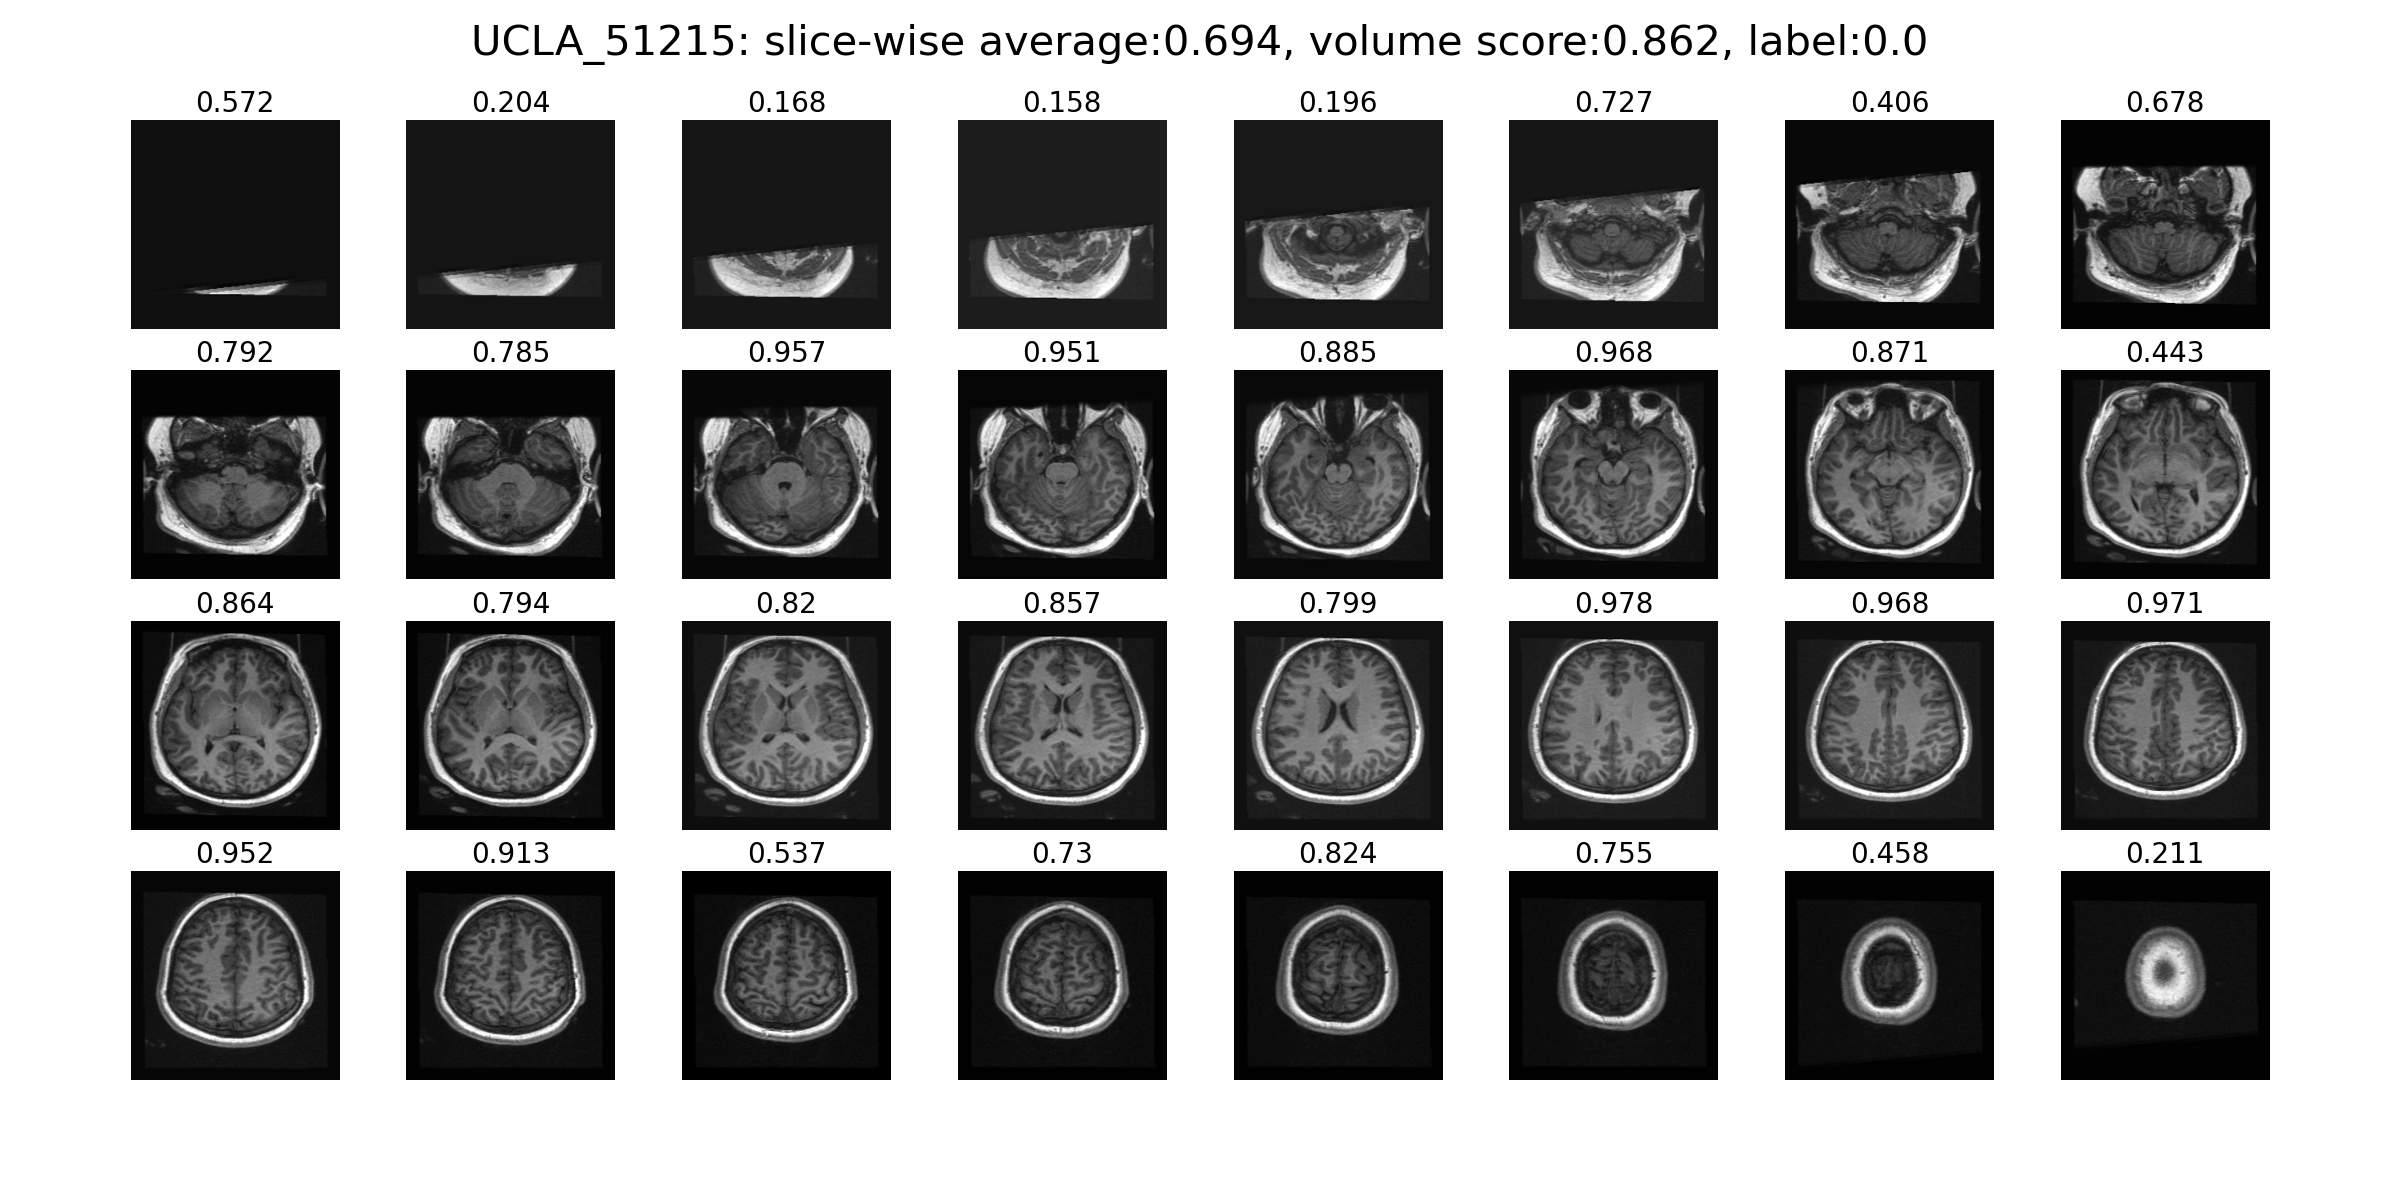 UCLA_51215: slice-wise average:0.694, volume score:0.862, label:0.0
0.572 0.204 0.168 0.158 0.196 0.727 0.406 0.678
0.792 0.785 0.957 0.951 0.885 0.968 0.871 0.443
0.864 0.794 0.82 0.857 0.799 0.978 0.968 0.971
0.952 0.913 0.537 0.73 0.824 0.755 0.458 0.211